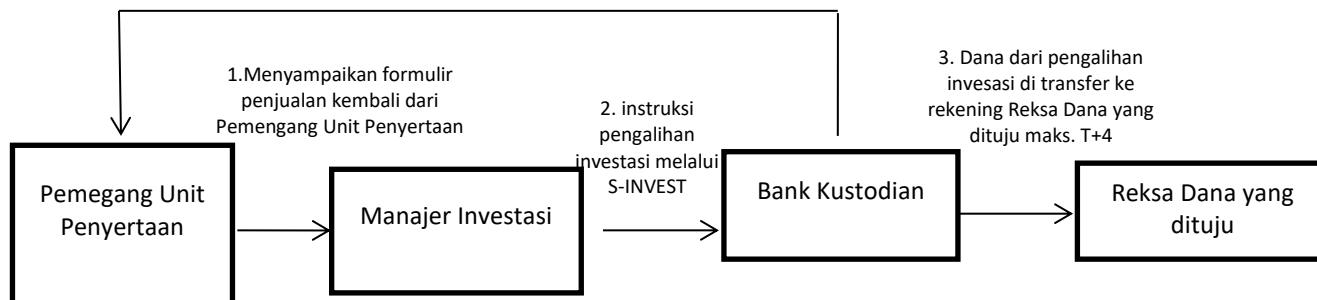 1.Menyampaikan formulir
penjualan kembali dari
Pemengang Unit Penyertaan
2. instruksi
pengalihan
investasi melalui
S-INVEST
3. Dana dari pengalihan
invesasi di transfer ke
rekening Reksa Dana yang
dituju maks. T+4
Pemegang Unit
Penyertaan
Manajer Investasi
Bank Kustodian
Reksa Dana yang
dituju